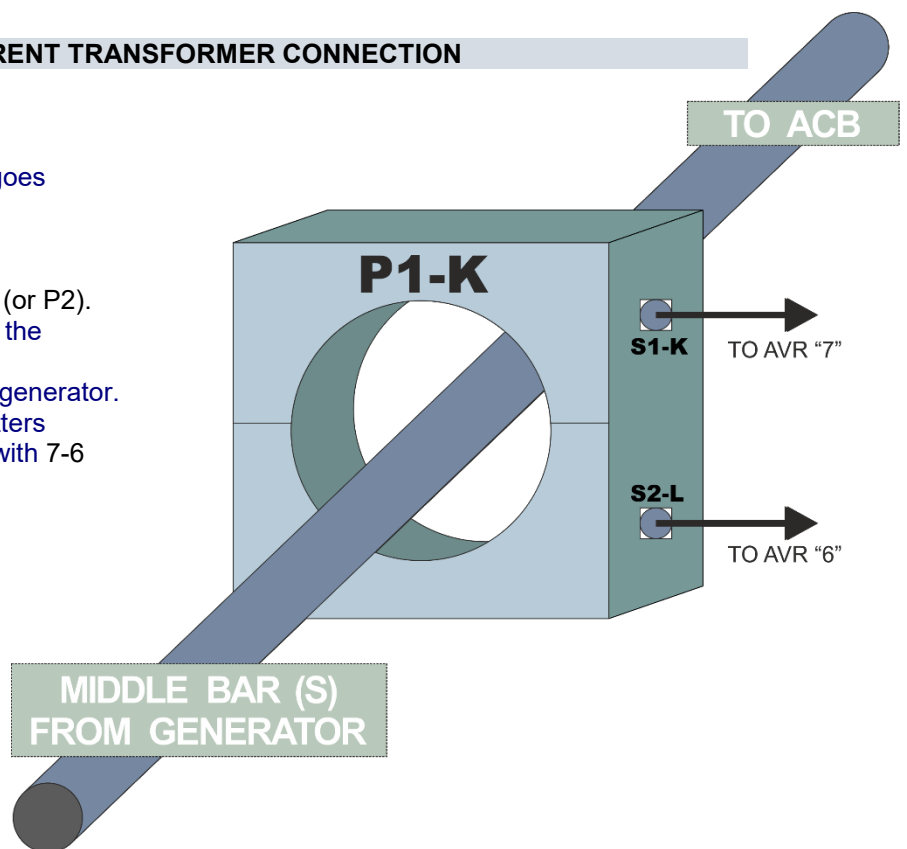 RENT TRANSFORMER CONNECTION
TO ACB
goes
P1-K
(or P2).
the
S1-K
TO AVR “7”
generator.
ters
with 7-6
S2-L
TO AVR “6”
MIDDLE BAR (S)
FROM GENERATOR